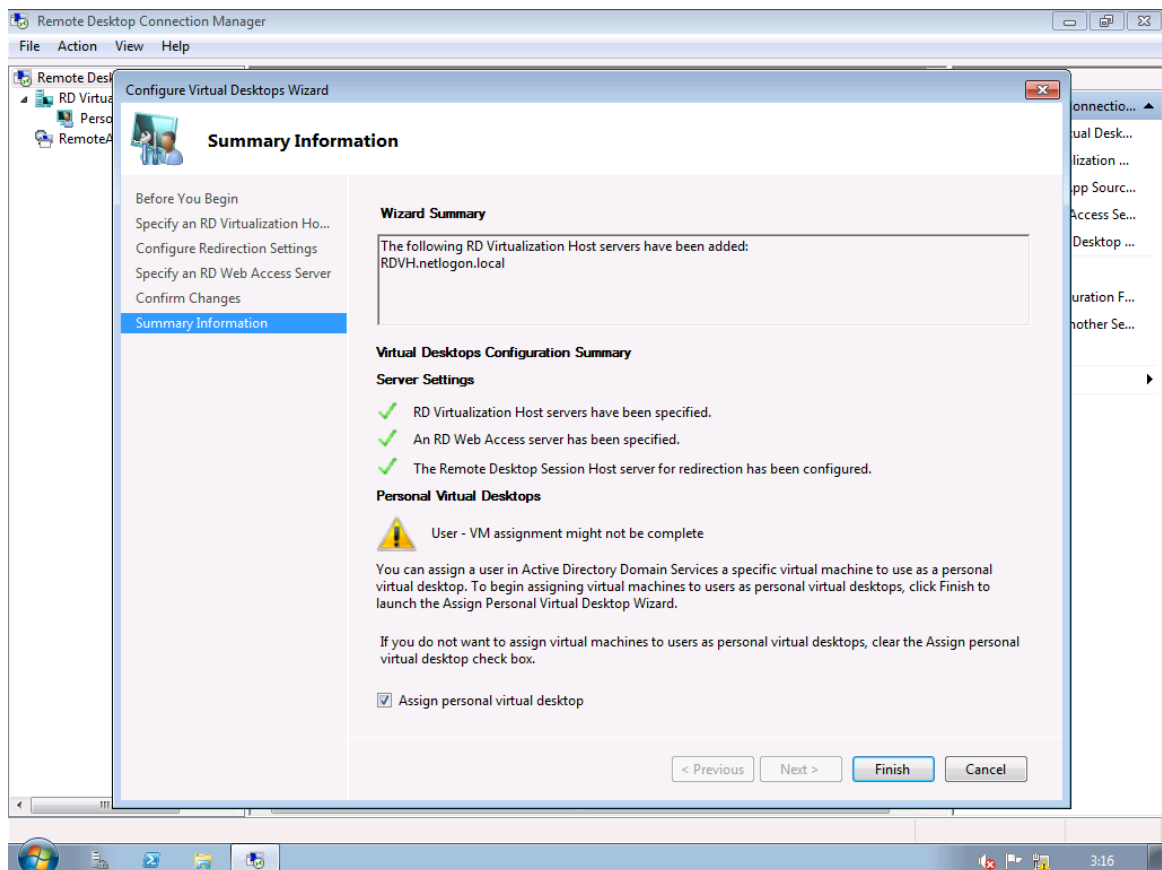 Remote Desktop Connection Manager
File Action View Help
Remote Desk
RD Virtua
Perso
RemoteA
Configure Virtual Desktops Wizard
Summary Information
Before You Begin
Specify an RD Virtualization Ho...
Configure Redirection Settings
Specify an RD Web Access Server
Confirm Changes
Summary Information
Wizard Summary
The following RD Virtualization Host servers have been added:
RDVH.netlogon.local
Virtual Desktops Configuration Summary
Server Settings
RD Virtualization Host servers have been specified.
An RD Web Access server has been specified.
The Remote Desktop Session Host server for redirection has been configured.
Personal Virtual Desktops
User - VM assignment might not be complete
You can assign a user in Active Directory Domain Services a specific virtual machine to use as a personal
virtual desktop. To begin assigning virtual machines to users as personal virtual desktops, click Finish to
launch the Assign Personal Virtual Desktop Wizard.
If you do not want to assign virtual machines to users as personal virtual desktops, clear the Assign personal
virtual desktop check box.
Assign personal virtual desktop
< Previous Next > Finish Cancel
onnectio...
tual Desk...
lization ...
pp Sourc...
Access Se...
Desktop ...
uration F...
nother Se...
3:16